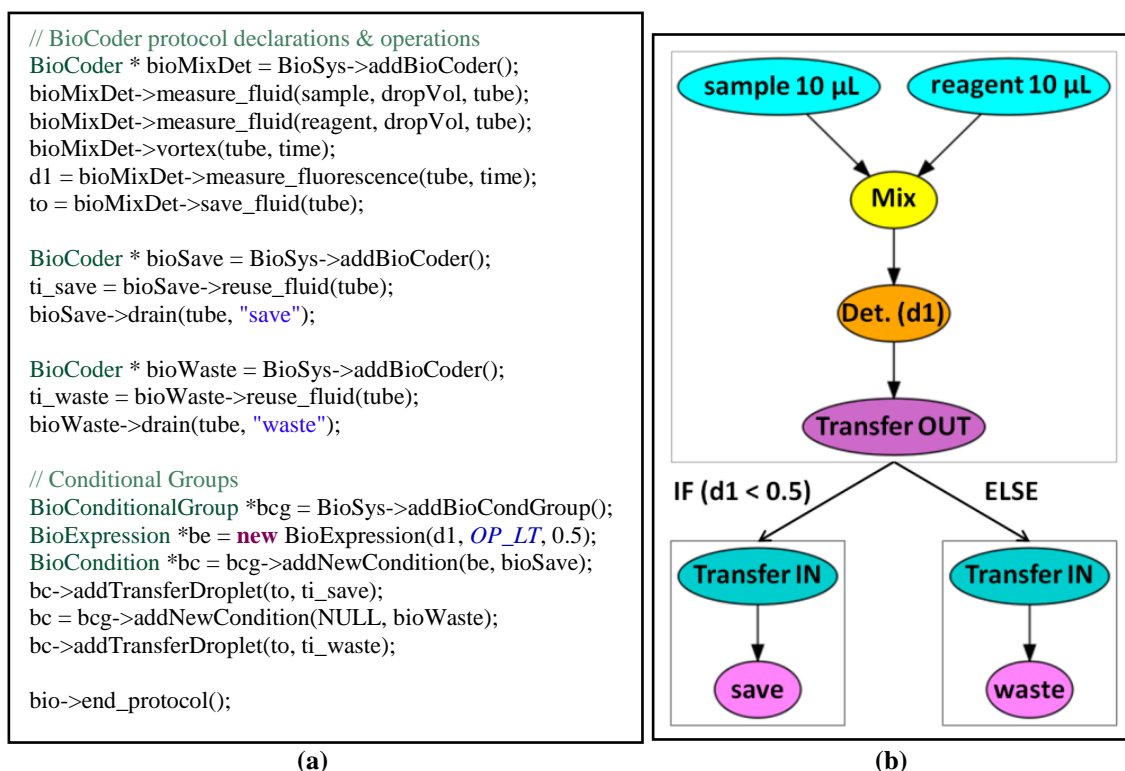 // BioCoder protocol declarations & operations
BioCoder * bioMixDet = BioSys->addBioCoder();
bioMixDet->measure_fluid(sample, dropVol, tube);
bioMixDet->measure_fluid(reagent, dropVol, tube);
bioMixDet->vortex(tube, time);
d1 = bioMixDet->measure_fluorescence(tube, time);
to = bioMixDet->save_fluid(tube);
BioCoder * bioSave = BioSys->addBioCoder();
ti_save = bioSave->reuse_fluid(tube);
bioSave->drain(tube, "save");
BioCoder * bioWaste = BioSys->addBioCoder();
ti_waste = bioWaste->reuse_fluid(tube);
bioWaste->drain(tube, "waste");
// Conditional Groups
BioConditionalGroup *bcg = BioSys->addBioCondGroup();
BioExpression *be = new BioExpression(d1, OP_LT, 0.5);
BioCondition *bc = bcg->addNewCondition(be, bioSave);
bc->addTransferDroplet(to, ti_save);
bc = bcg->addNewCondition(NULL, bioWaste);
bc->addTransferDroplet(to, ti_waste);
bio->end_protocol();
(a)
sample 10 µL
reagent 10 µL
Mix
Det. (d1)
Transfer OUT
IF (d1 < 0.5)
ELSE
Transfer IN
Transfer IN
save
waste
(b)